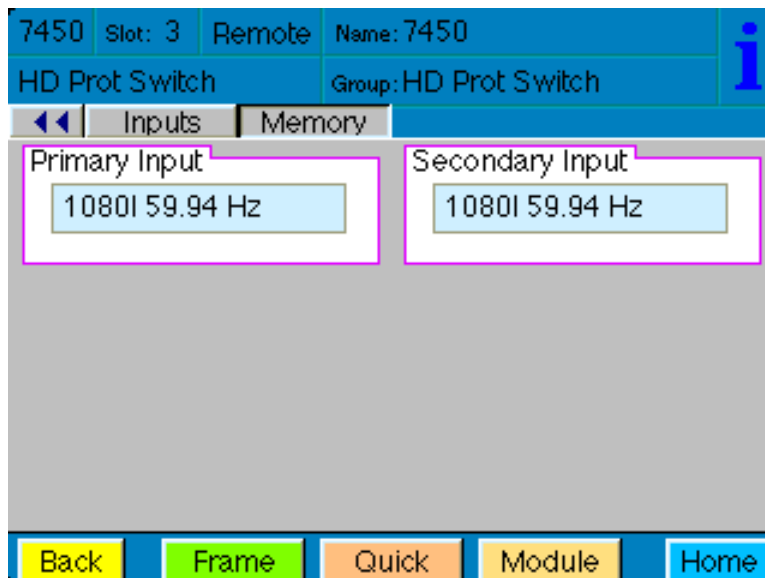 7450 Slot: 3 Remote Name: 7450
HD Prot Switch Group: HD Prot Switch
i
Inputs Memory
Primary Input Secondary Input
1080I 59.94 Hz 1080I 59.94 Hz
Back Frame Quick Module Home